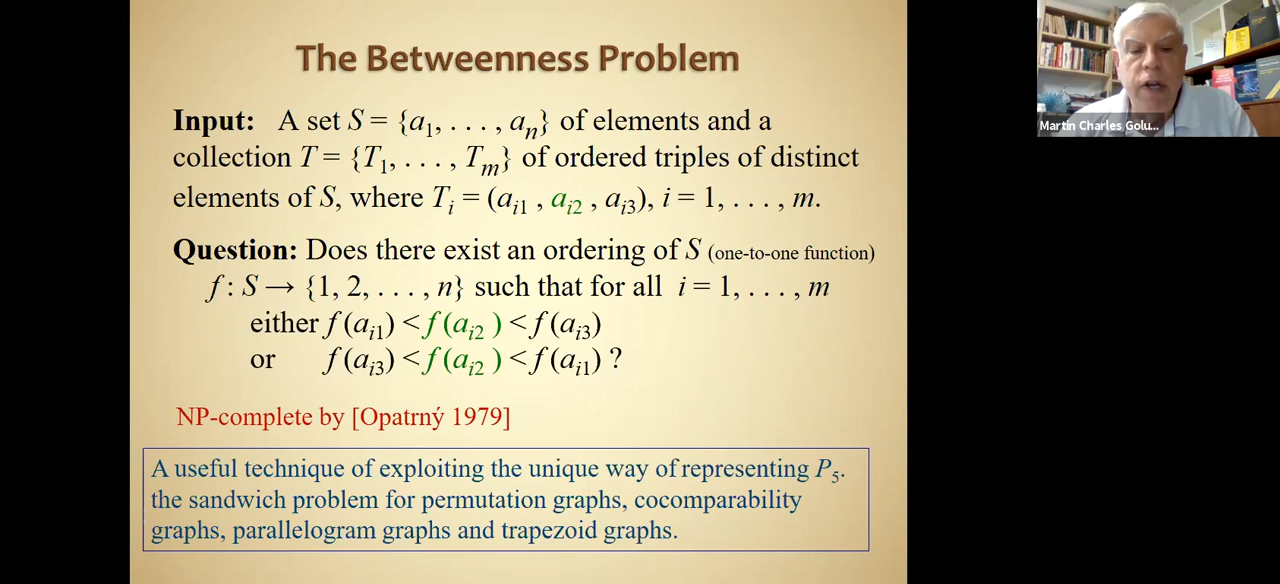 The Betweenness Problem
Input: A set S = {a₁, . . . , aₙ} of elements and a
collection T = {T₁, . . . , Tₘ} of ordered triples of distinct
elements of S, where Tᵢ = (aᵢ₁ , aᵢ₂ , aᵢ₃), i = 1, . . . , m.
Question: Does there exist an ordering of S (one-to-one function)
f : S → {1, 2, . . . , n} such that for all i = 1, . . . , m
either f (aᵢ₁) < f (aᵢ₂ ) < f (aᵢ₃)
or f (aᵢ₃) < f (aᵢ₂ ) < f (aᵢ₁) ?
NP-complete by [Opatrný 1979]
A useful technique of exploiting the unique way of representing P₅.
the sandwich problem for permutation graphs, cocomparability
graphs, parallelogram graphs and trapezoid graphs.
Martin Charles Golu...